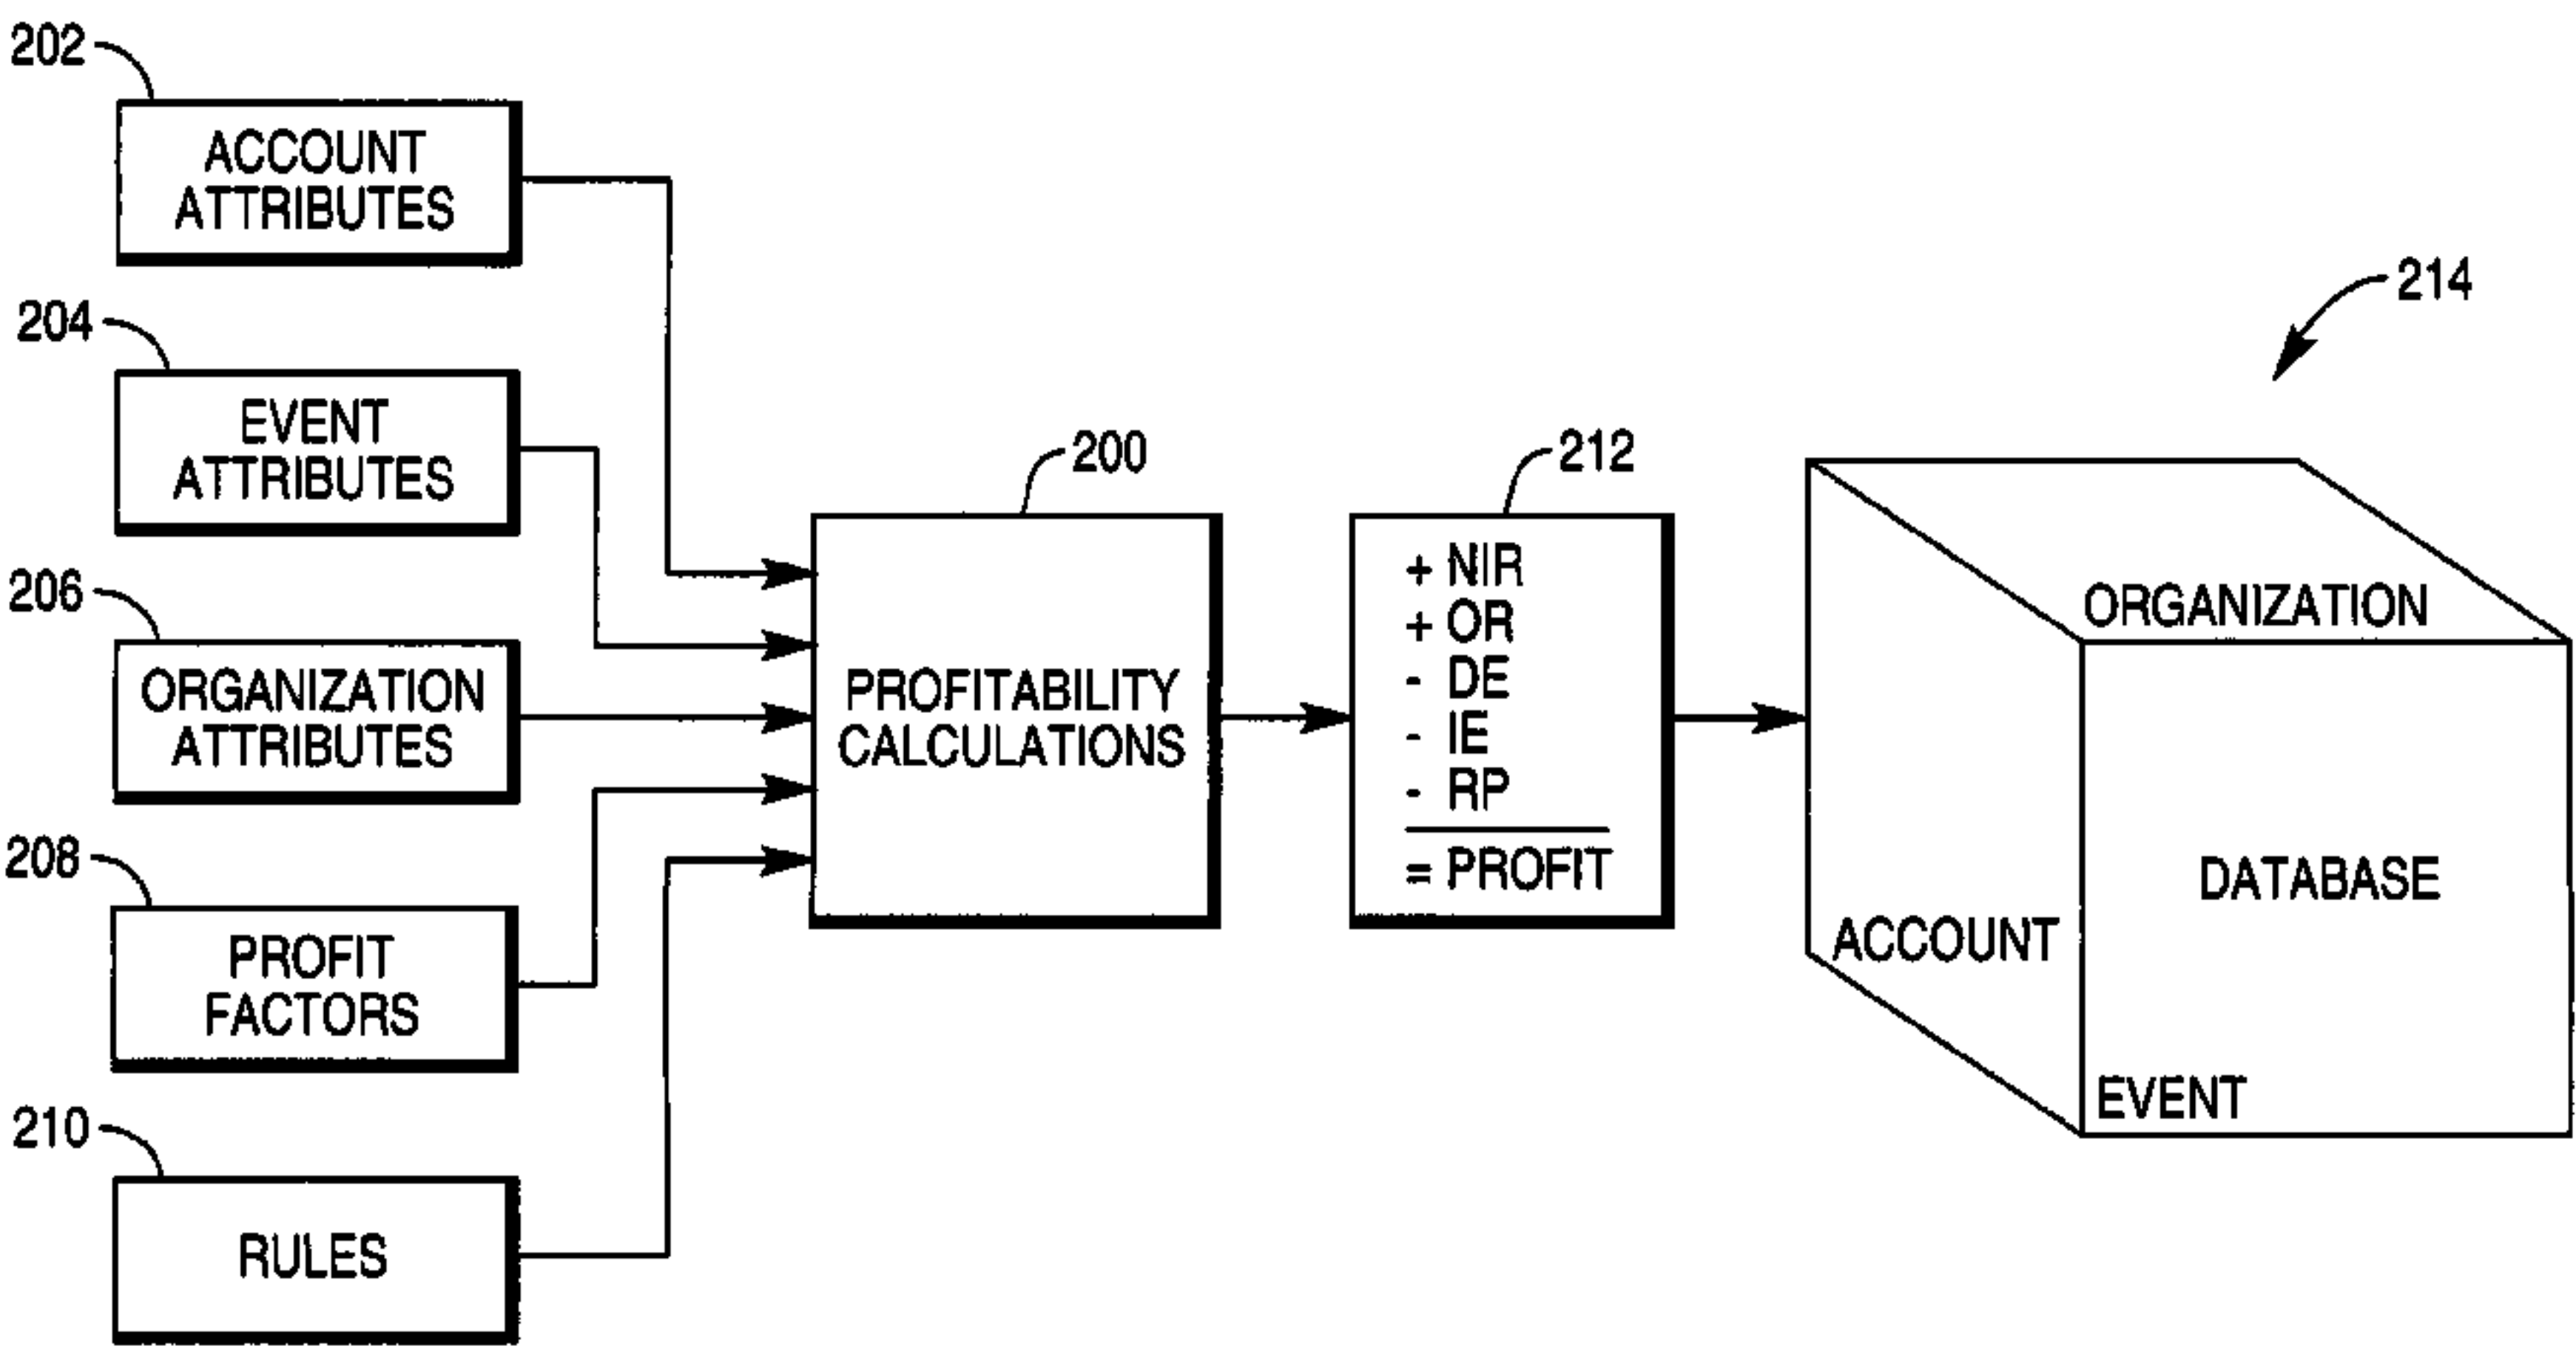 202
ACCOUNT
ATTRIBUTES
204
EVENT
ATTRIBUTES
206
ORGANIZATION
ATTRIBUTES
208
PROFIT
FACTORS
210
RULES
200
PROFITABILITY
CALCULATIONS
212
+ NIR
+ OR
- DE
- IE
- RP
= PROFIT
214
ORGANIZATION
DATABASE
ACCOUNT
EVENT